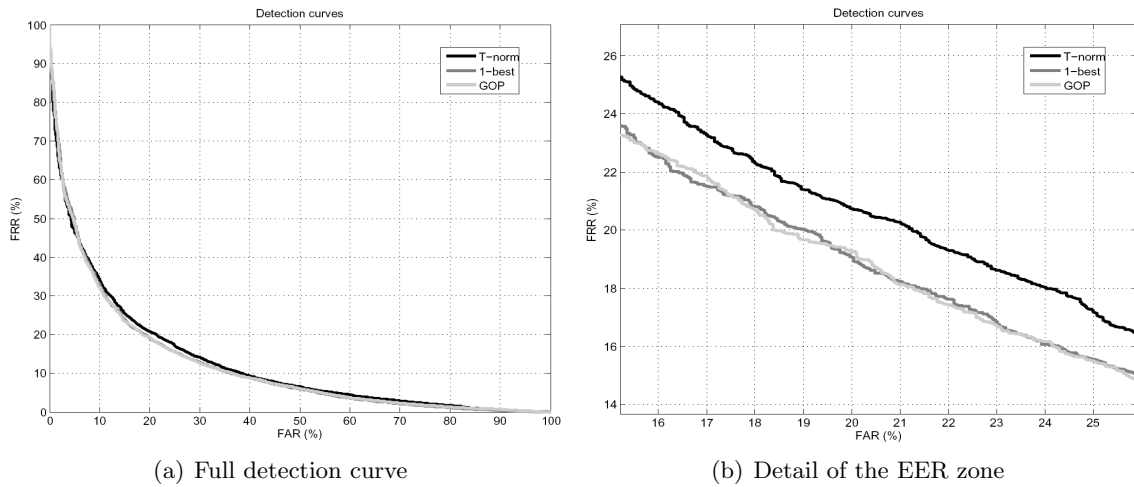 Detection curves
100
90
80
70
60
50
40
30
20
10
0
FRR (%)
T-norm
1-best
GOP
0 10 20 30 40 50 60 70 80 90 100
FAR (%)
(a) Full detection curve
Detection curves
26
24
22
20
18
16
14
FRR (%)
T-norm
1-best
GOP
16 17 18 19 20 21 22 23 24 25
FAR (%)
(b) Detail of the EER zone